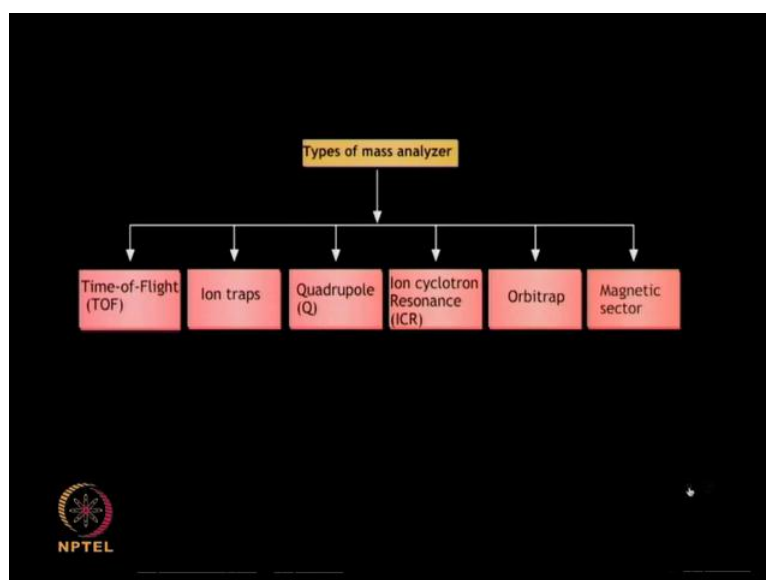 Types of mass analyzer
Time-of-Flight
(TOF)
Ion traps
Quadrupole
(Q)
Ion cyclotron
Resonance
(ICR)
Orbitrap
Magnetic
sector
NPTEL